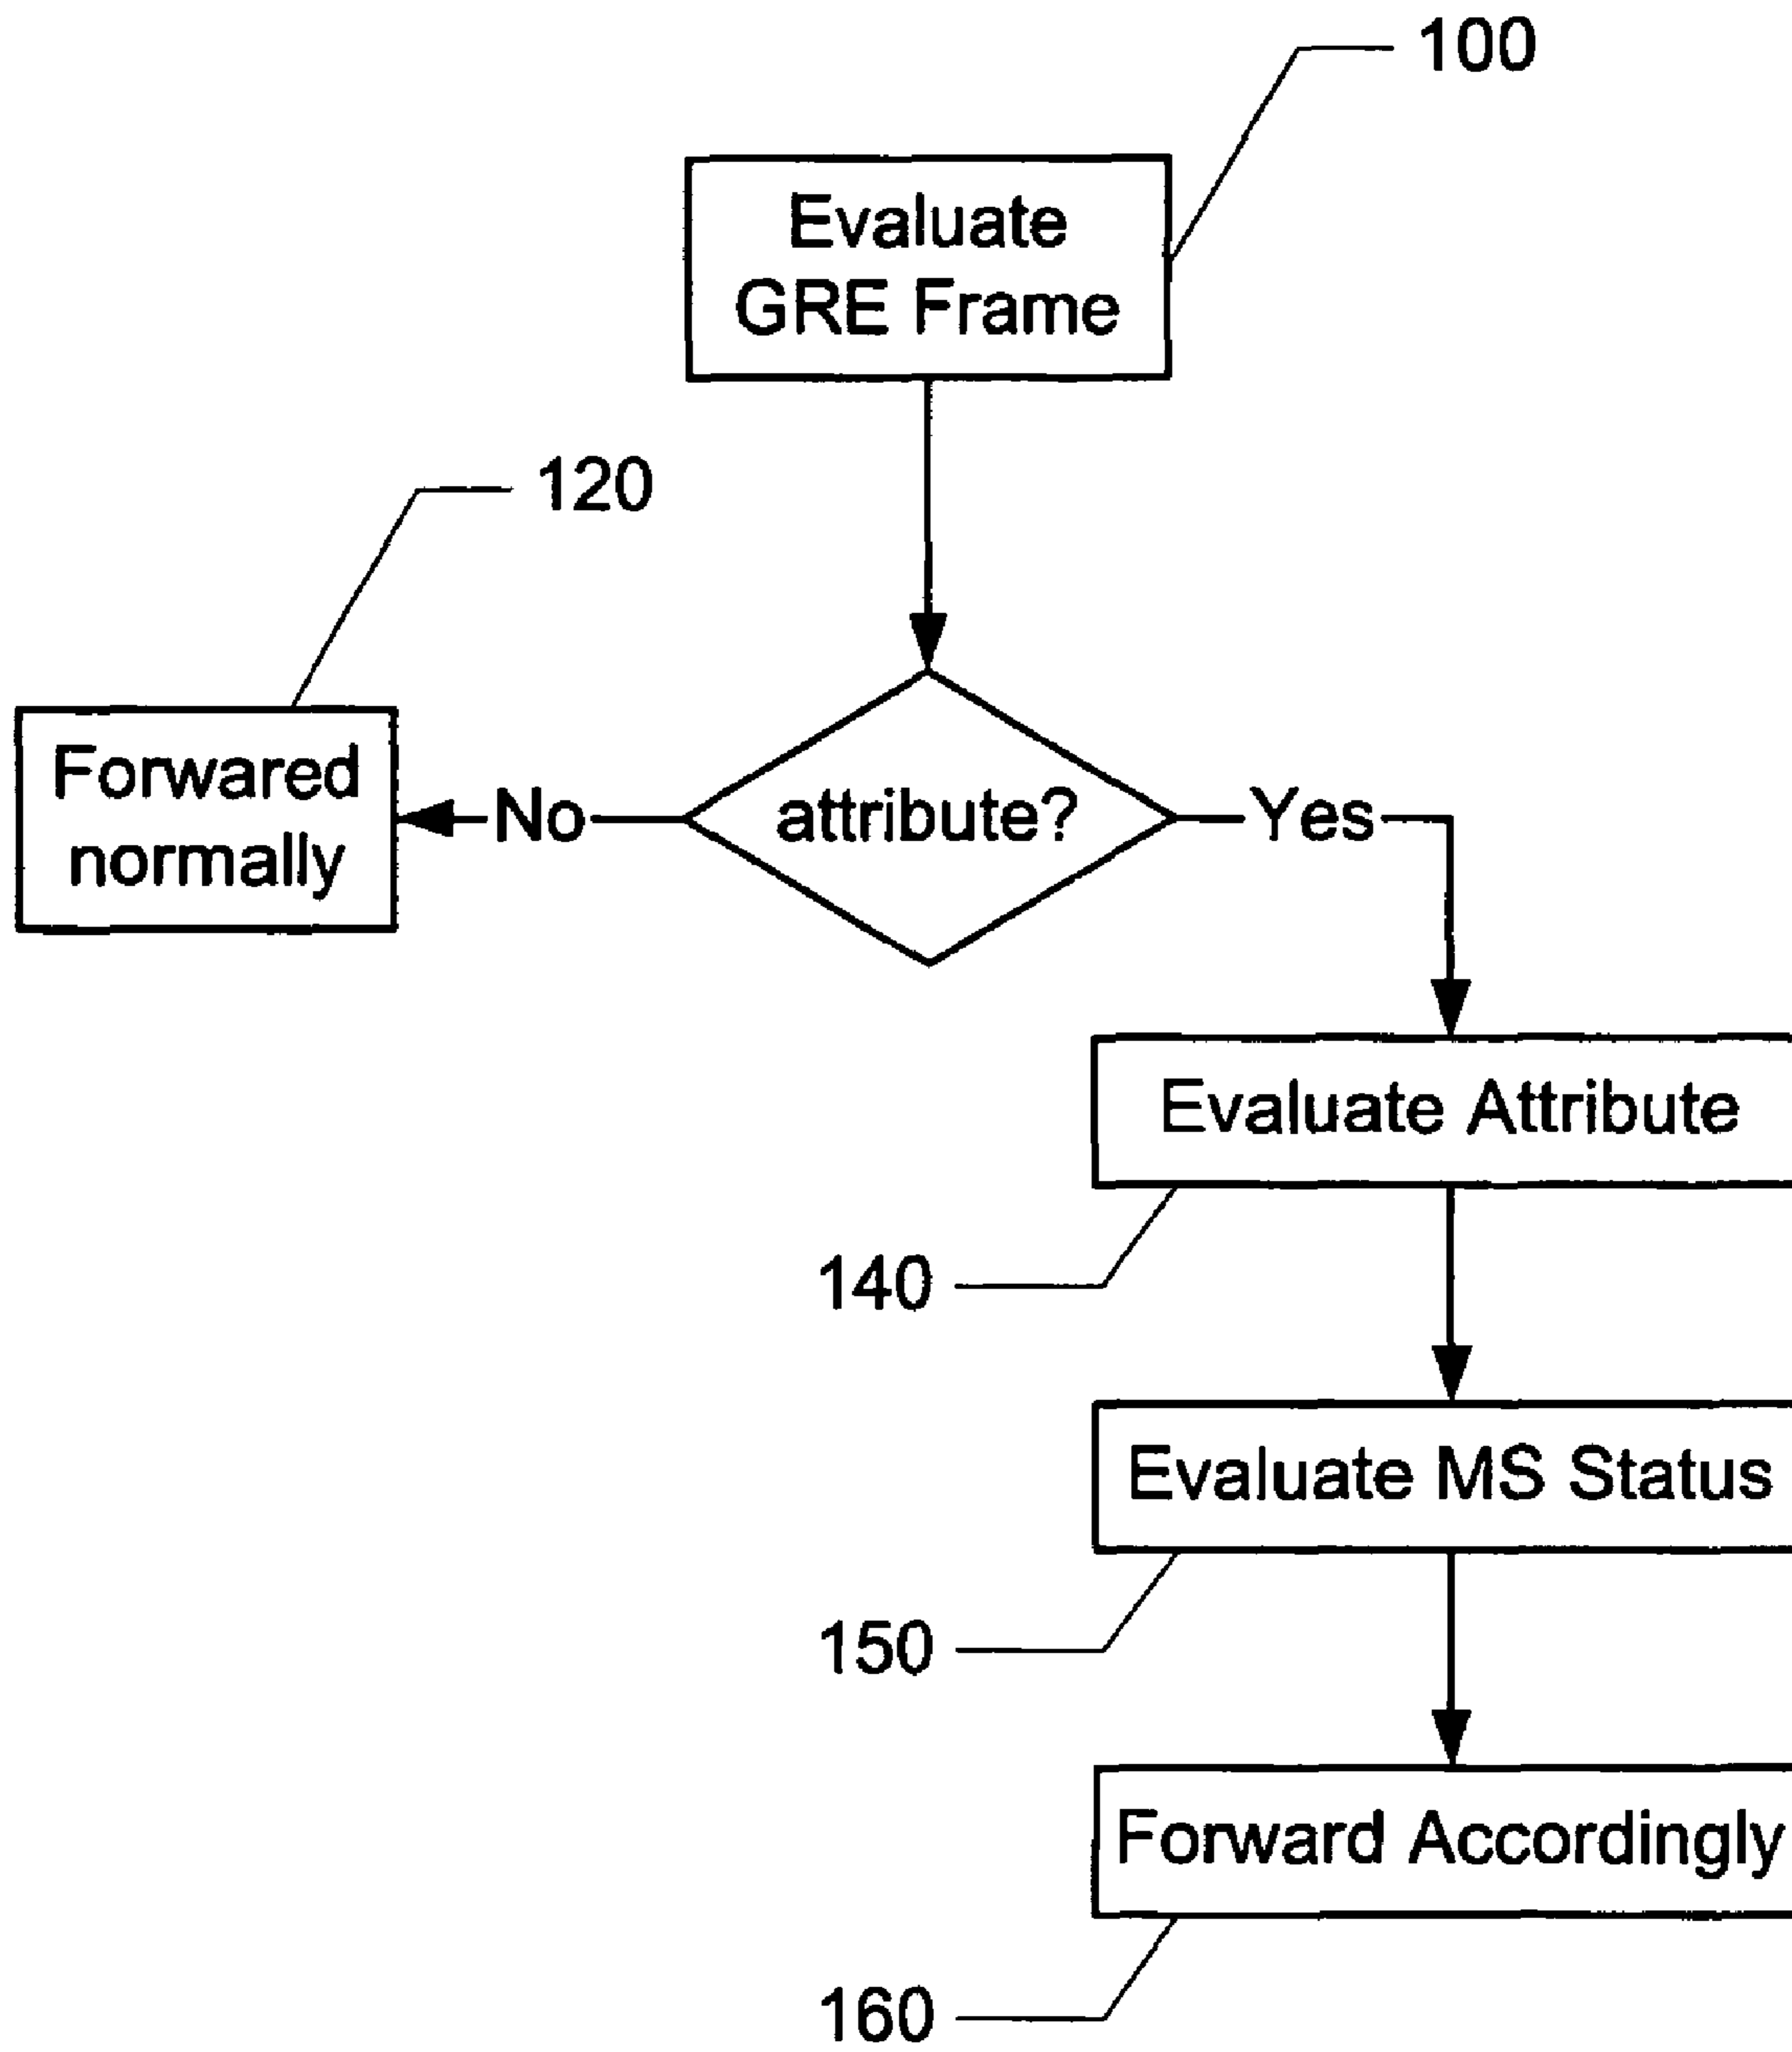 100
Evaluate
GRE Frame
120
Forwared
normally
No
attribute?
Yes
Evaluate Attribute
140
Evaluate MS Status
150
Forward Accordingly
160